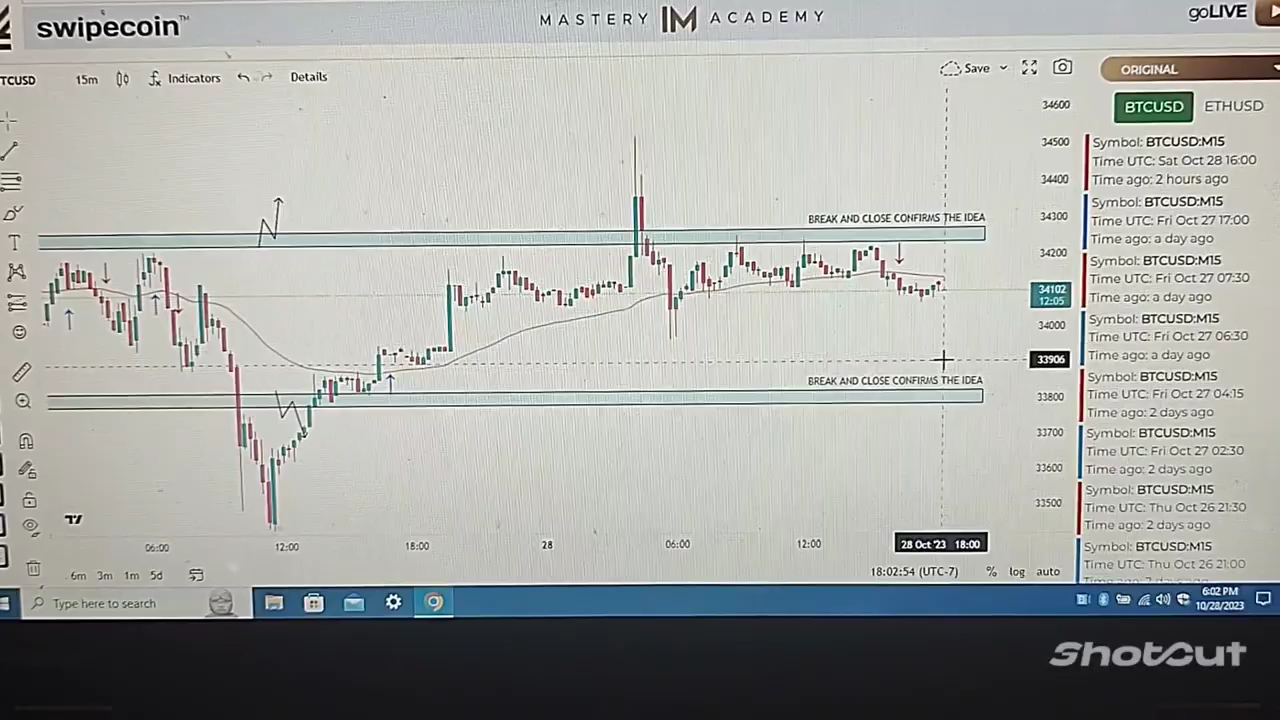 swipecoin™
MASTERY IM ACADEMY
goLIVE
TCUSD
15m
Indicators
Details
Save
ORIGINAL
BTCUSD ETHUSD
Symbol: BTCUSD:M15
Time UTC: Sat Oct 28 16:00
Time ago: 2 hours ago
Symbol: BTCUSD:M15
Time UTC: Fri Oct 27 17:00
Time ago: a day ago
Symbol: BTCUSD:M15
Time UTC: Fri Oct 27 07:30
Time ago: a day ago
Symbol: BTCUSD:M15
Time UTC: Fri Oct 27 06:30
Time ago: a day ago
Symbol: BTCUSD:M15
Time UTC: Fri Oct 27 04:15
Time ago: 2 days ago
Symbol: BTCUSD:M15
Time UTC: Fri Oct 27 02:30
Time ago: 2 days ago
Symbol: BTCUSD:M15
Time UTC: Thu Oct 26 21:30
Time ago: 2 days ago
Symbol: BTCUSD:M15
Time UTC: Thu Oct 26 21:00
Time ago: 2 days ago
34600
34500
34400
34300
34200
34102
12:05
34000
33906
33800
33700
33600
33500
BREAK AND CLOSE CONFIRMS THE IDEA
BREAK AND CLOSE CONFIRMS THE IDEA
06:00
12:00
18:00
28
06:00
12:00
28 Oct '23 18:00
6m 3m 1m 5d
18:02:54 (UTC-7) % log auto
Type here to search
6:02 PM
10/28/2023
ShotCut